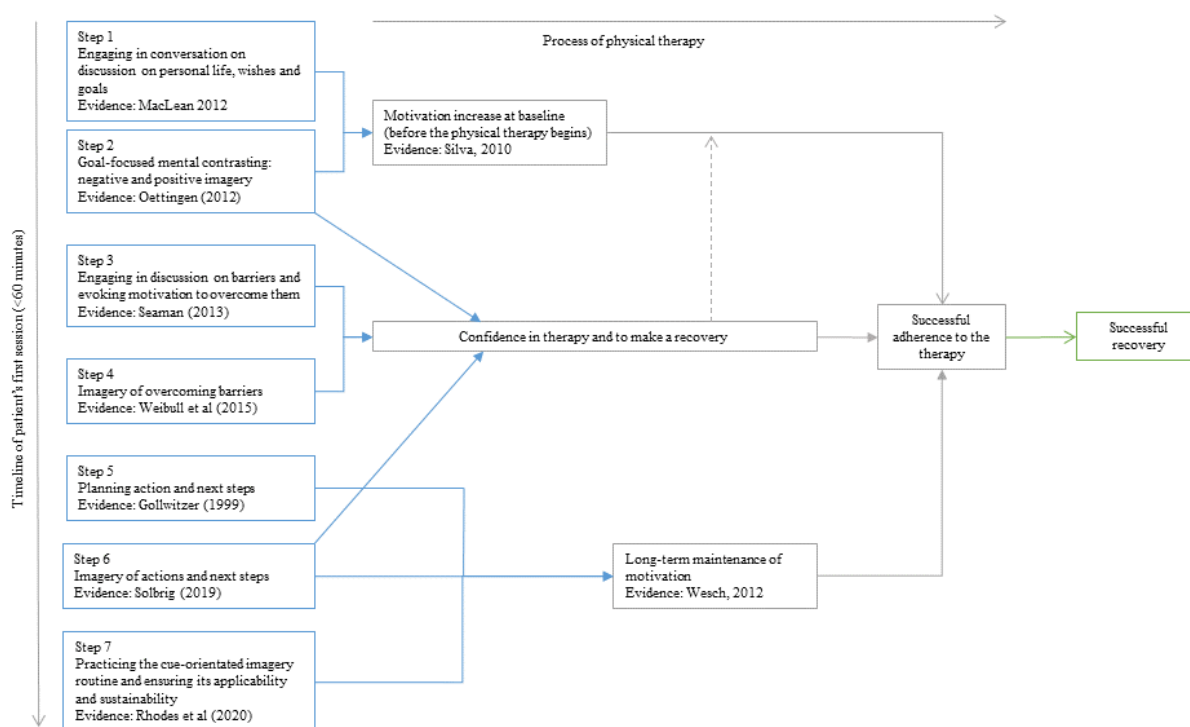 Process of physical therapy
Timeline of patient's first session (<60 minutes)
Step 1
Engaging in conversation on
discussion on personal life, wishes and
goals
Evidence: MacLean 2012
Step 2
Goal-focused mental contrasting:
negative and positive imagery
Evidence: Oettingen (2012)
Step 3
Engaging in discussion on barriers and
evoking motivation to overcome them
Evidence: Seaman (2013)
Step 4
Imagery of overcoming barriers
Evidence: Weibull et al (2015)
Step 5
Planning action and next steps
Evidence: Gollwitzer (1999)
Step 6
Imagery of actions and next steps
Evidence: Solbrig (2019)
Step 7
Practicing the cue-orientated imagery
routine and ensuring its applicability
and sustainability
Evidence: Rhodes et al (2020)
Motivation increase at baseline
(before the physical therapy begins)
Evidence: Silva, 2010
Confidence in therapy and to make a recovery
Long-term maintenance of
motivation
Evidence: Wesch, 2012
Successful
adherence to the
therapy
Successful
recovery